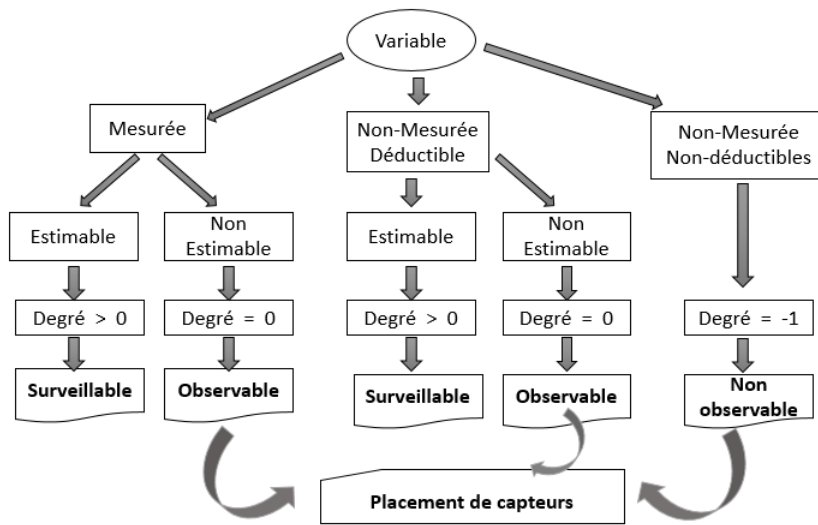 Variable
Mesurée
Non-Mesurée
Déductible
Non-Mesurée
Non-déductibles
Estimable
Non
Estimable
Estimable
Non
Estimable
Degré > 0
Degré = 0
Degré > 0
Degré = 0
Degré = -1
Surveillable
Observable
Surveillable
Observable
Non
observable
Placement de capteurs